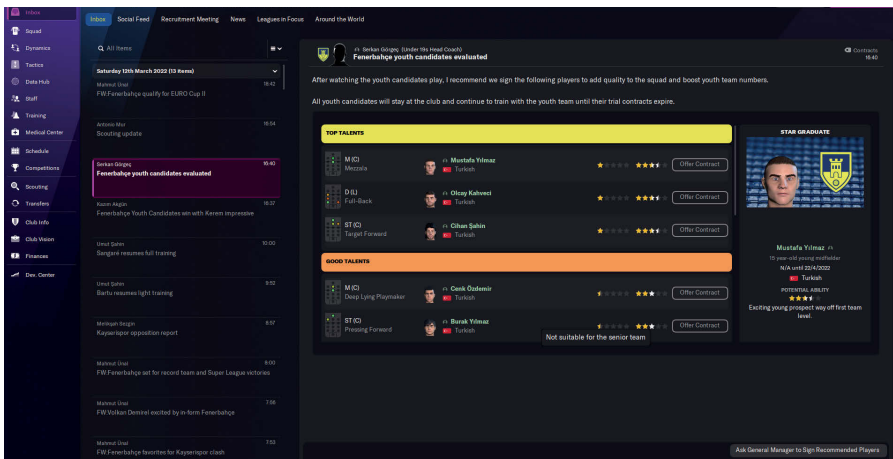 Inbox
Squad
Dynamics
Tactics
Data Hub
Staff
Training
Medical Center
Schedule
Competitions
Scouting
Transfers
Club Info
Club Vision
Finances
Dev. Center
Inbox Social Feed Recruitment Meeting News Leagues in Focus Around the World
All Items
Saturday 12th March 2022 (13 items)
Mahmut Ünal 18:42
FW:Fenerbahçe qualify for EURO Cup II
Antonio Mor 16:54
Scouting update
Serkan Görgeç 16:40
Fenerbahçe youth candidates evaluated
Kazım Akgün 16:37
Fenerbahçe Youth Candidates win with Kerem impressive
Umut Şahin 10:00
Sangaré resumes full training
Umut Şahin
Bartu resumes light training
Melikşah Sezgin 8:57
Kayserispor opposition report
Mahmut Ünal 8:00
FW:Fenerbahçe set for record team and Super League victories
Mahmut Ünal 7:58
FW:Volkan Demirel excited by in-form Fenerbahçe
Mahmut Ünal 7:53
FW:Fenerbahçe favorites for Kayserispor clash
Serkan Görgeç (Under 19s Head Coach)
Fenerbahçe youth candidates evaluated
Contracts
16:40
After watching the youth candidates play, I recommend we sign the following players to add quality to the squad and boost youth team numbers.
All youth candidates will stay at the club and continue to train with the youth team until their trial contracts expire.
TOP TALENTS
M (C) Mustafa Yılmaz Offer Contract
Mezzala Turkish
D (L) Olcay Kahveci Offer Contract
Full-Back Turkish
ST (C) Cihan Şahin Offer Contract
Target Forward Turkish
GOOD TALENTS
M (C) Cenk Özdemir Offer Contract
Deep Lying Playmaker Turkish
ST (C) Burak Yılmaz Offer Contract
Pressing Forward Turkish
Not suitable for the senior team
STAR GRADUATE
Mustafa Yılmaz
15 year-old young midfielder
N/A until 22/4/2022
Turkish
POTENTIAL ABILITY
Exciting young prospect way off first team
level.
Ask General Manager to Sign Recommended Players